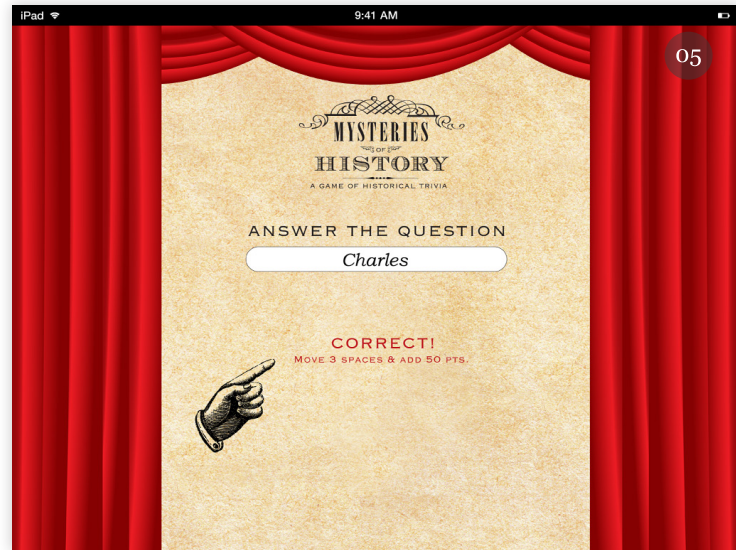 iPad 9:41 AM
05
MYSTERIES
OF
HISTORY
A GAME OF HISTORICAL TRIVIA
ANSWER THE QUESTION
Charles
CORRECT!
MOVE 3 SPACES & ADD 50 PTS.